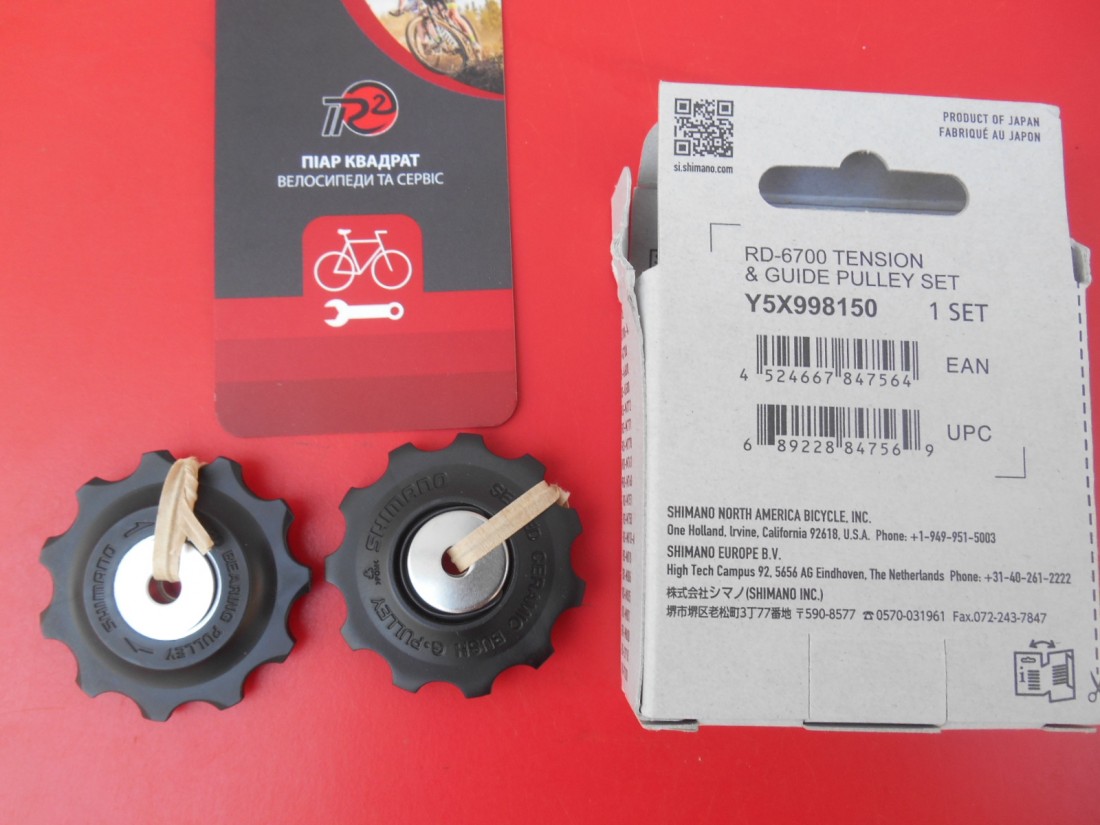 R2
ПІАР КВАДРАТ
ВЕЛОСИПЕДИ ТА СЕРВІС
si.shimano.com
PRODUCT OF JAPAN
FABRIQUÉ AU JAPON
RD-6700 TENSION
& GUIDE PULLEY SET
Y5X998150 1 SET
4 524667 847564 EAN
6 89228 84756 9 UPC
SHIMANO NORTH AMERICA BICYCLE, INC.
One Holland, Irvine, California 92618, U.S.A. Phone: +1-949-951-5003
SHIMANO EUROPE B.V.
High Tech Campus 92, 5656 AG Eindhoven, The Netherlands Phone: +31-40-261-2222
株式会社シマノ(SHIMANO INC.)
堺市堺区老松町3丁77番地 〒590-8577 ☎0570-031961 Fax.072-243-7847
SHIMANO
BEARING PULLEY
SHIMANO
CERAMIC BUSH
G.PULLEY